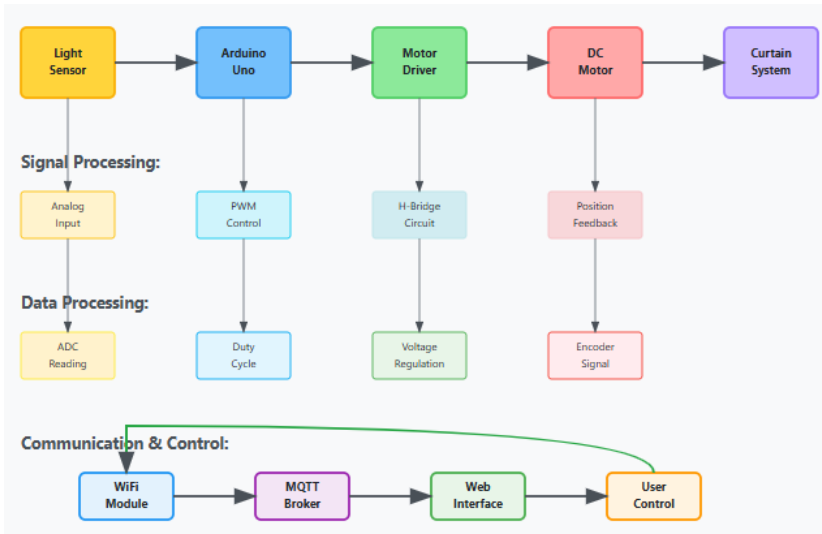 Light
Sensor
Arduino
Uno
Motor
Driver
DC
Motor
Curtain
System
Signal Processing:
Analog
Input
PWM
Control
H-Bridge
Circuit
Position
Feedback
Data Processing:
ADC
Reading
Duty
Cycle
Voltage
Regulation
Encoder
Signal
Communication & Control:
WiFi
Module
MQTT
Broker
Web
Interface
User
Control